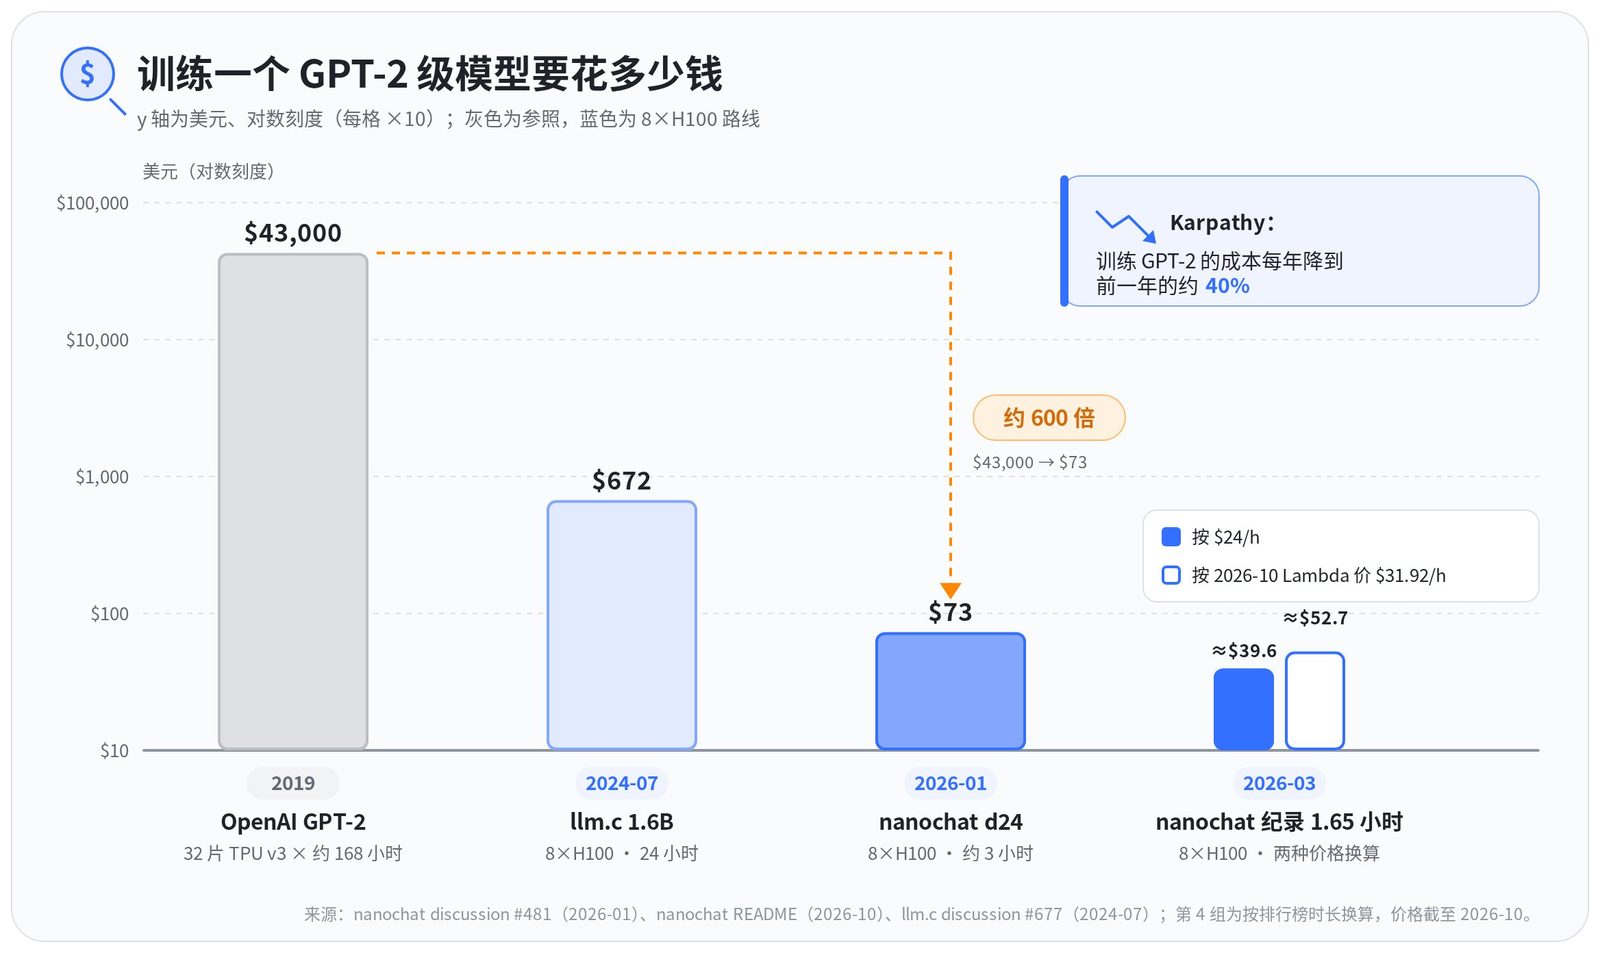 $
训练一个 GPT-2 级模型要花多少钱
y 轴为美元、对数刻度（每格 ×10）；灰色为参照，蓝色为 8×H100 路线
美元（对数刻度）
$100,000
$43,000
Karpathy：
训练 GPT-2 的成本每年降到
前一年的约 40%
$10,000
约 600 倍
$43,000 → $73
$1,000
$672
按 $24/h
按 2026-10 Lambda 价 $31.92/h
$100
$73
≈$52.7
≈$39.6
$10
2019
2024-07
2026-01
2026-03
OpenAI GPT-2
llm.c 1.6B
nanochat d24
nanochat 纪录 1.65 小时
32 片 TPU v3 × 约 168 小时
8×H100 · 24 小时
8×H100 · 约 3 小时
8×H100 · 两种价格换算
来源：nanochat discussion #481（2026-01）、nanochat README（2026-10）、llm.c discussion #677（2024-07）；第 4 组为按排行榜时长换算，价格截至 2026-10。